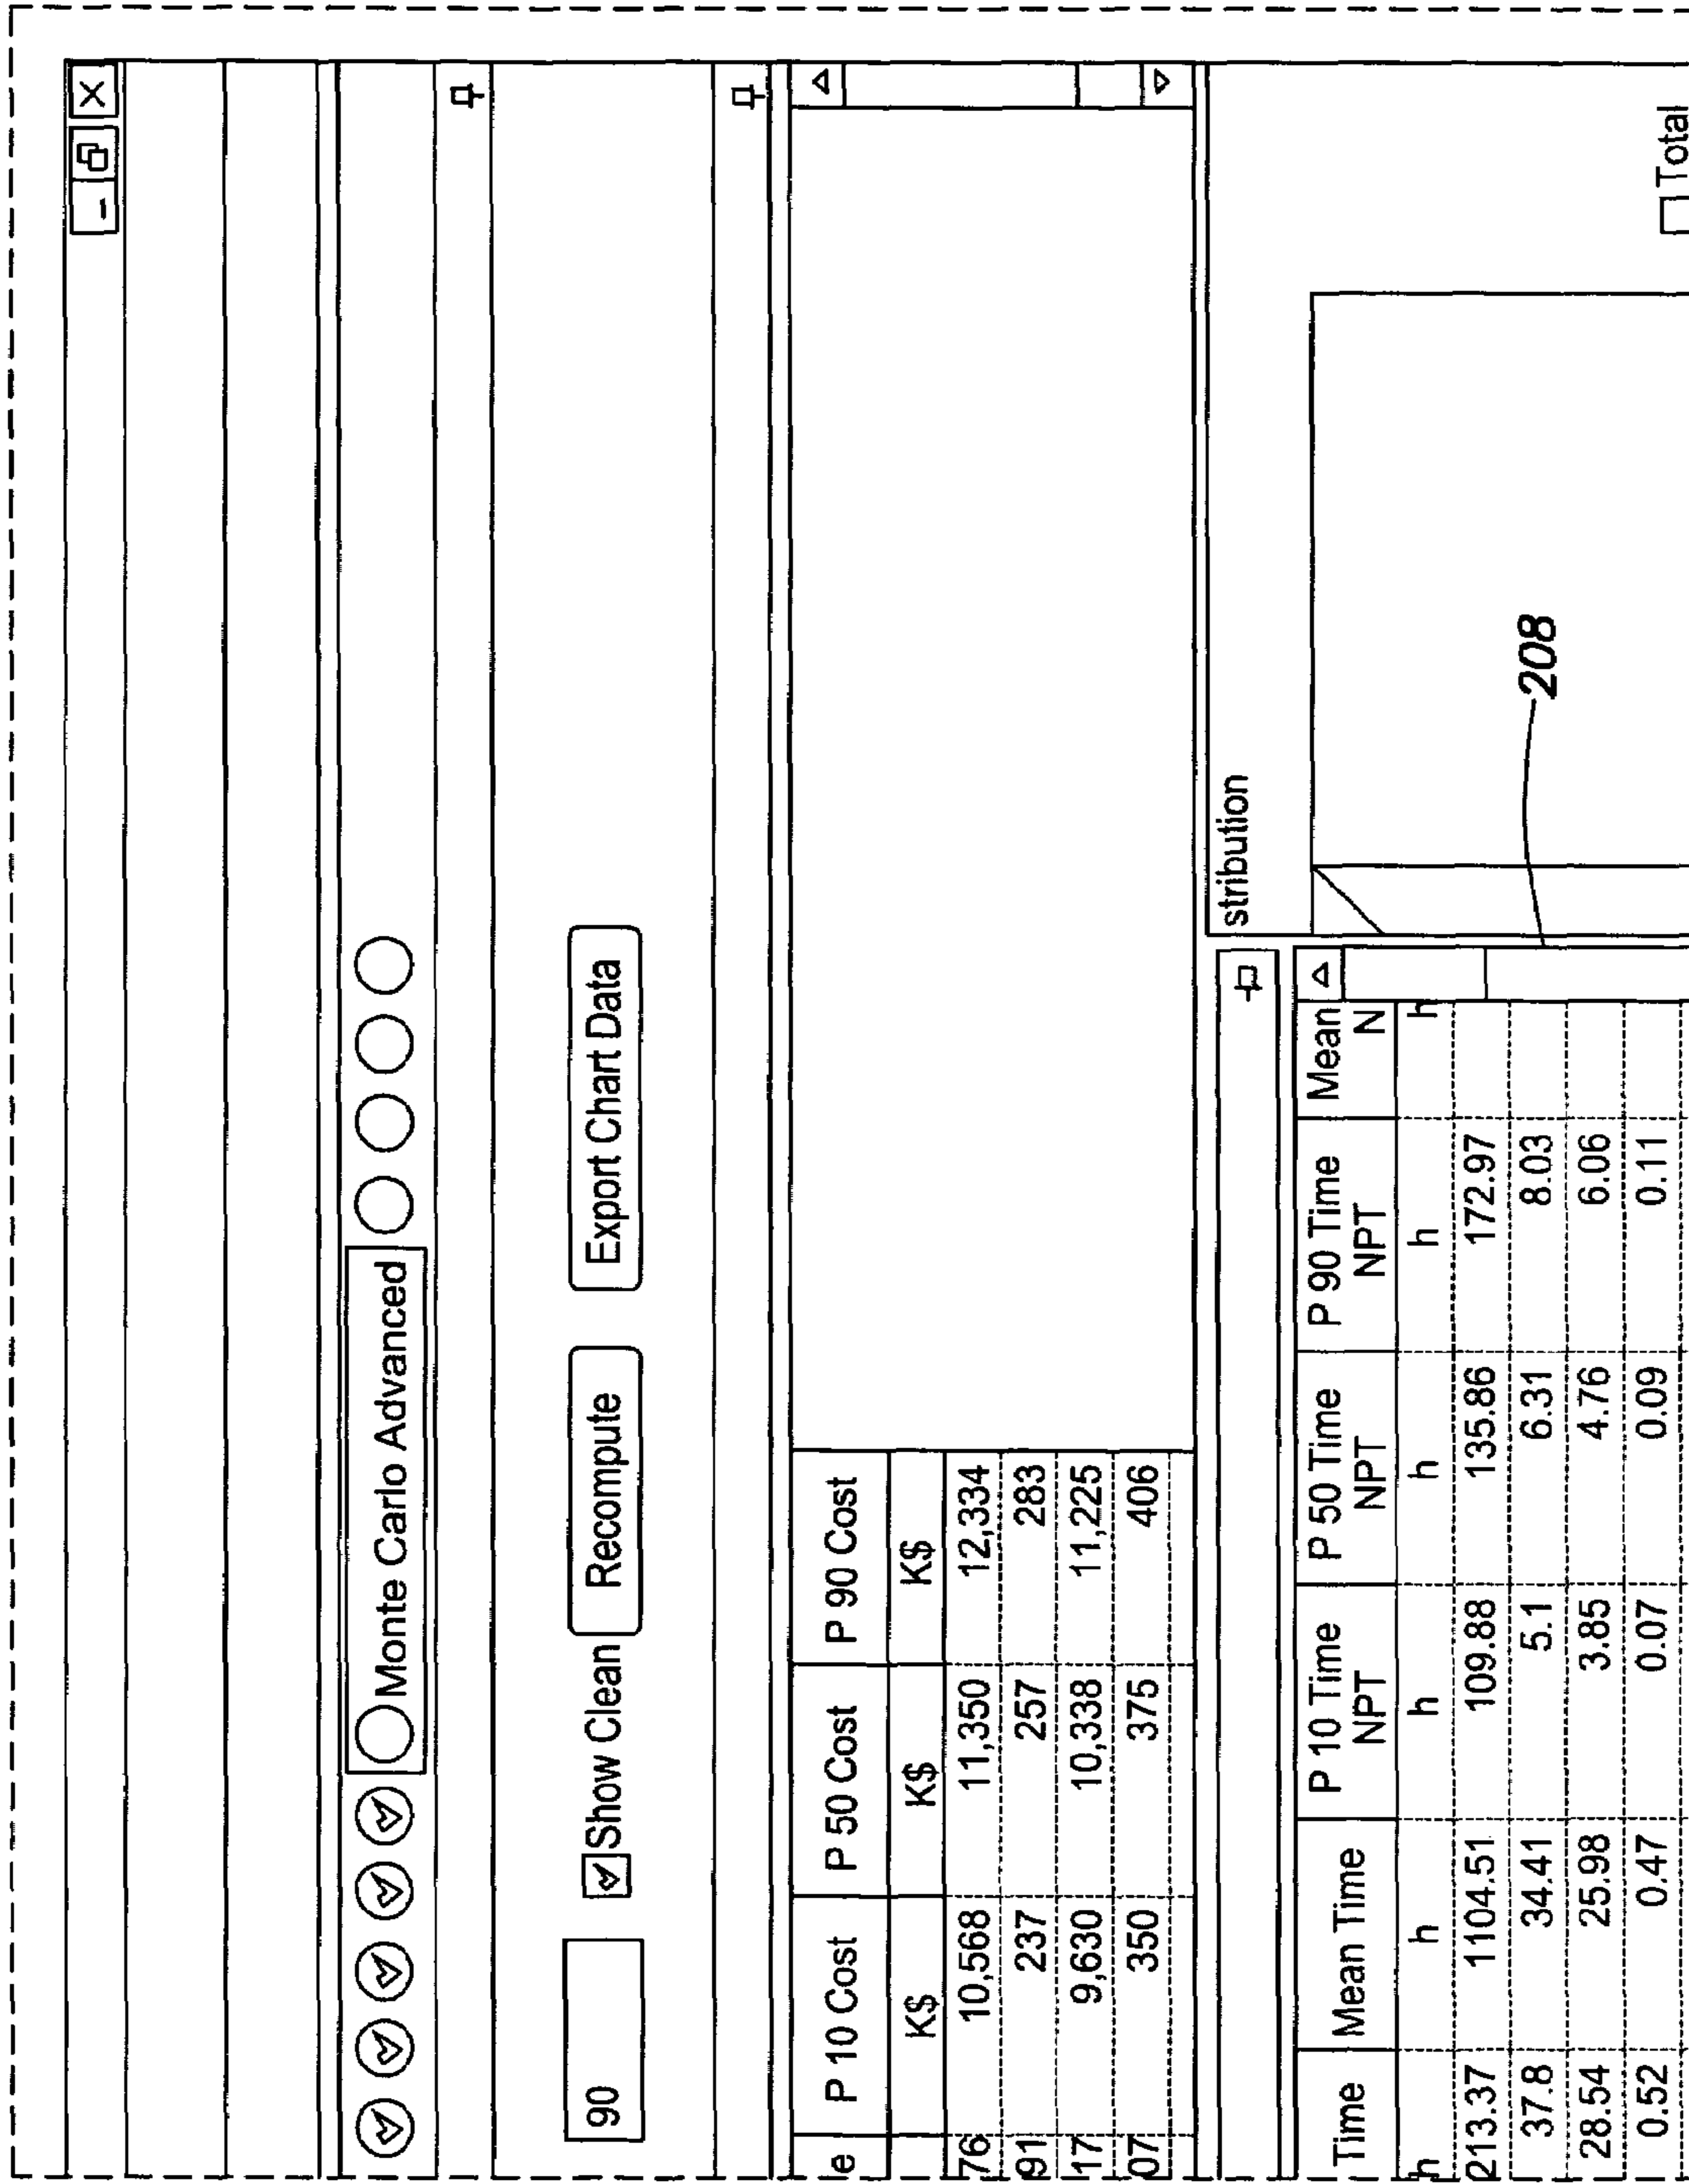 Monte Carlo Advanced
90 Show Clean Recompute Export Chart Data
e P 10 Cost P 50 Cost P 90 Cost
K$ K$ K$
76 10,568 11,350 12,334
91 237 257 283
17 9,630 10,338 11,225
07 350 375 406
stribution
Time Mean Time P 10 Time P 50 Time P 90 Time Mean
NPT NPT NPT N
h h h h h h
213.37 1104.51 109.88 135.86 172.97
37.8 34.41 5.1 6.31 8.03
28.54 25.98 3.85 4.76 6.06
0.52 0.47 0.07 0.09 0.11
208
Total